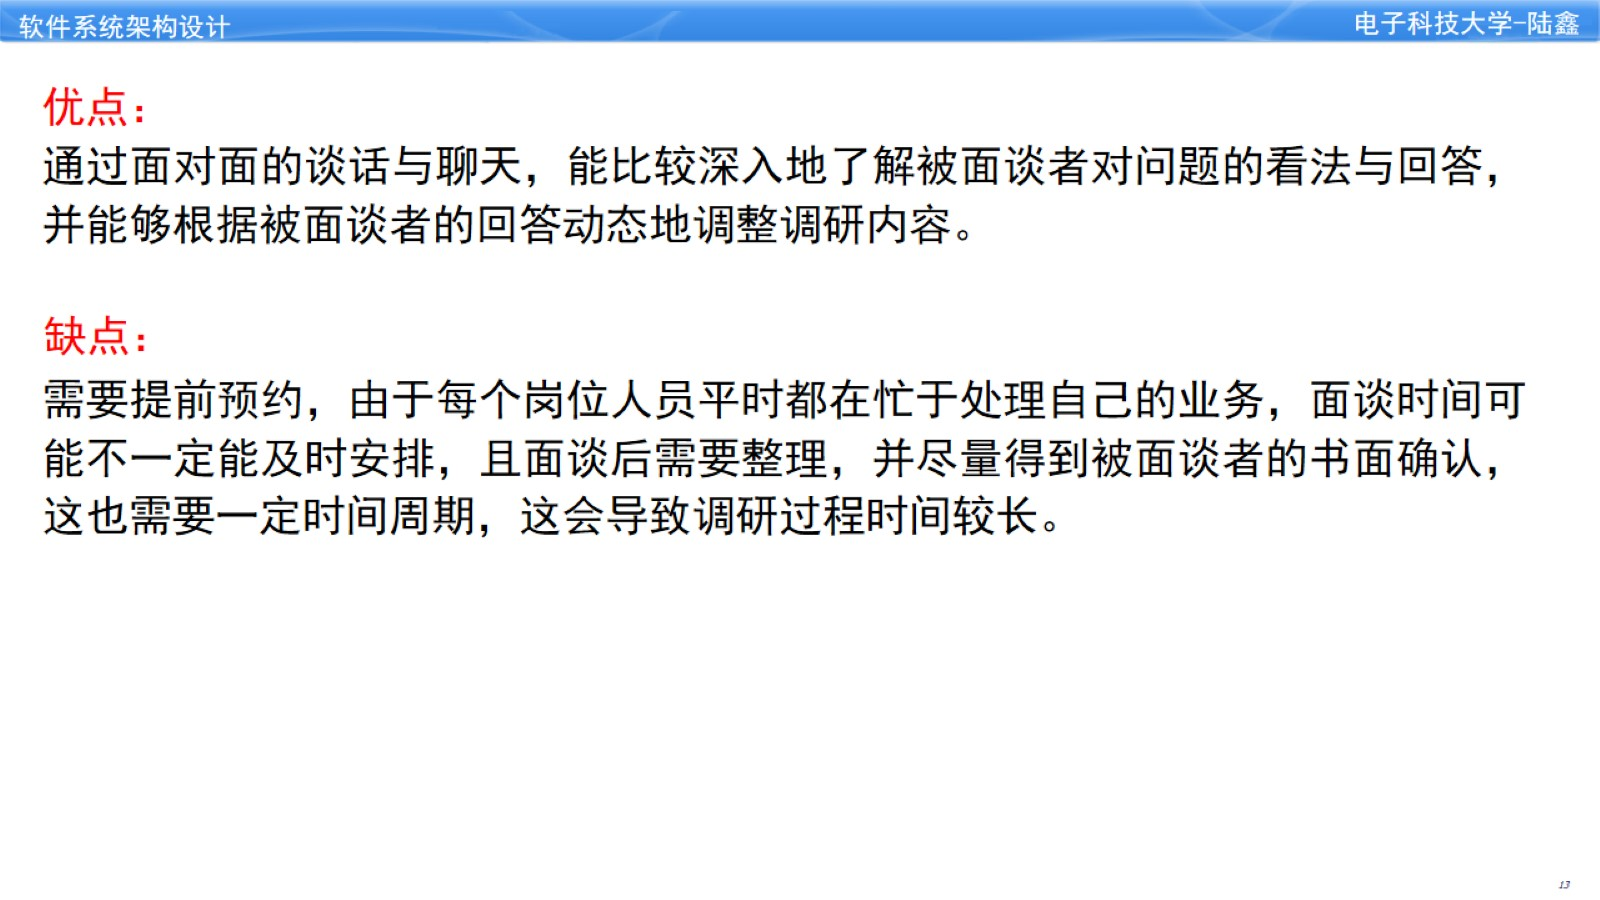 软件系统架构设计
电子科技大学-陆鑫
优点：
通过面对面的谈话与聊天，能比较深入地了解被面谈者对问题的看法与回答，
并能够根据被面谈者的回答动态地调整调研内容。
缺点：
需要提前预约，由于每个岗位人员平时都在忙于处理自己的业务，面谈时间可
能不一定能及时安排，且面谈后需要整理，并尽量得到被面谈者的书面确认，
这也需要一定时间周期，这会导致调研过程时间较长。
13